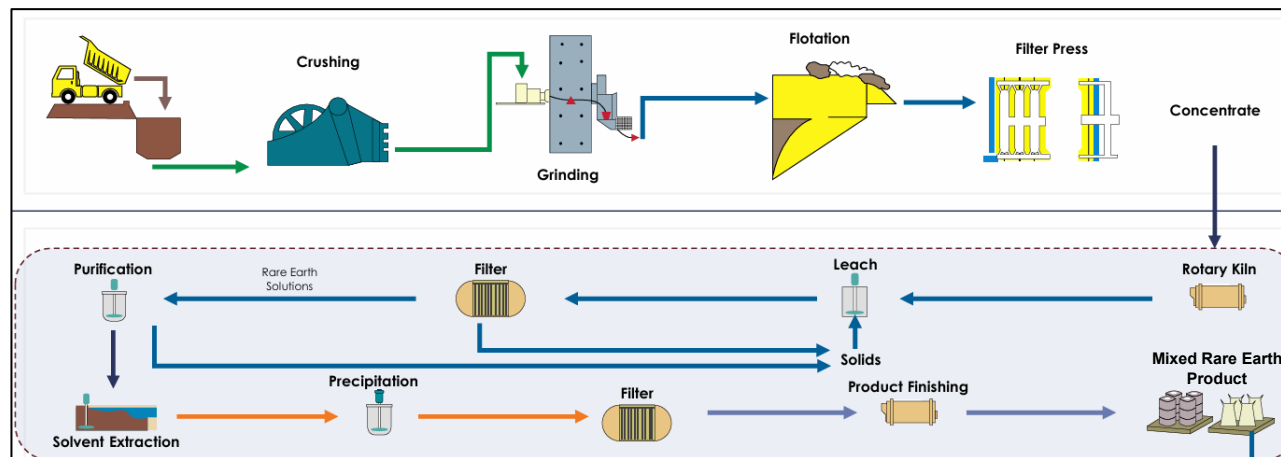 Crushing
Grinding
Flotation
Filter Press
Concentrate
Purification
Rare Earth
Solutions
Filter
Leach
Rotary Kiln
Solids
Mixed Rare Earth
Product
Solvent Extraction
Precipitation
Filter
Product Finishing